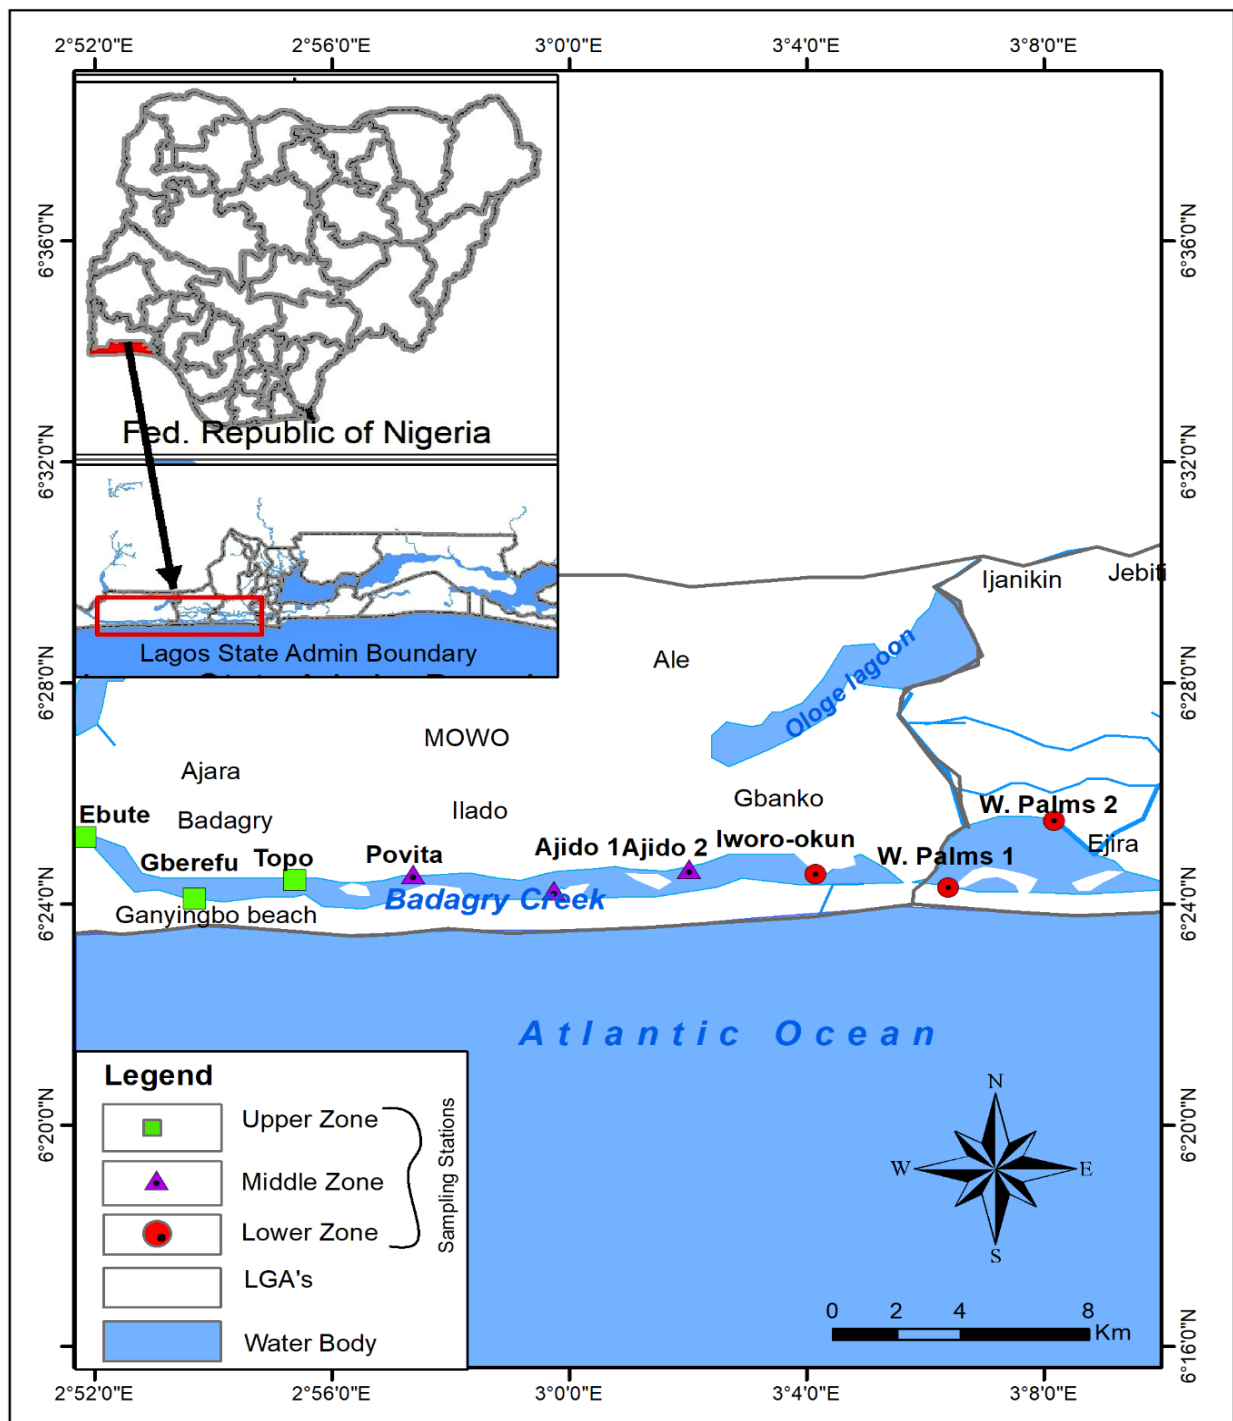 2°52'0"E 2°56'0"E 3°0'0"E 3°4'0"E 3°8'0"E
6°36'0"N
6°36'0"N
Fed. Republic of Nigeria
6°32'0"N
6°32'0"N
Lagos State Admin Boundary
Ijanikin
Jebiti
Ale
Ologe lagoon
6°28'0"N
6°28'0"N
MOWO
Ajara
Ebute
Badagry
Ilado
Gbanko
W. Palms 2
Gberefu
Topo
Povita
Ajido 1
Ajido 2
Iworo-okun
W. Palms 1
Ejira
Badagry Creek
Ganyingbo beach
6°24'0"N
6°24'0"N
Atlantic Ocean
Legend
Upper Zone
Middle Zone
Lower Zone
Sampling Stations
LGA's
Water Body
6°20'0"N
6°20'0"N
N
W
E
S
0 2 4 8
Km
6°16'0"N
6°16'0"N
2°52'0"E 2°56'0"E 3°0'0"E 3°4'0"E 3°8'0"E